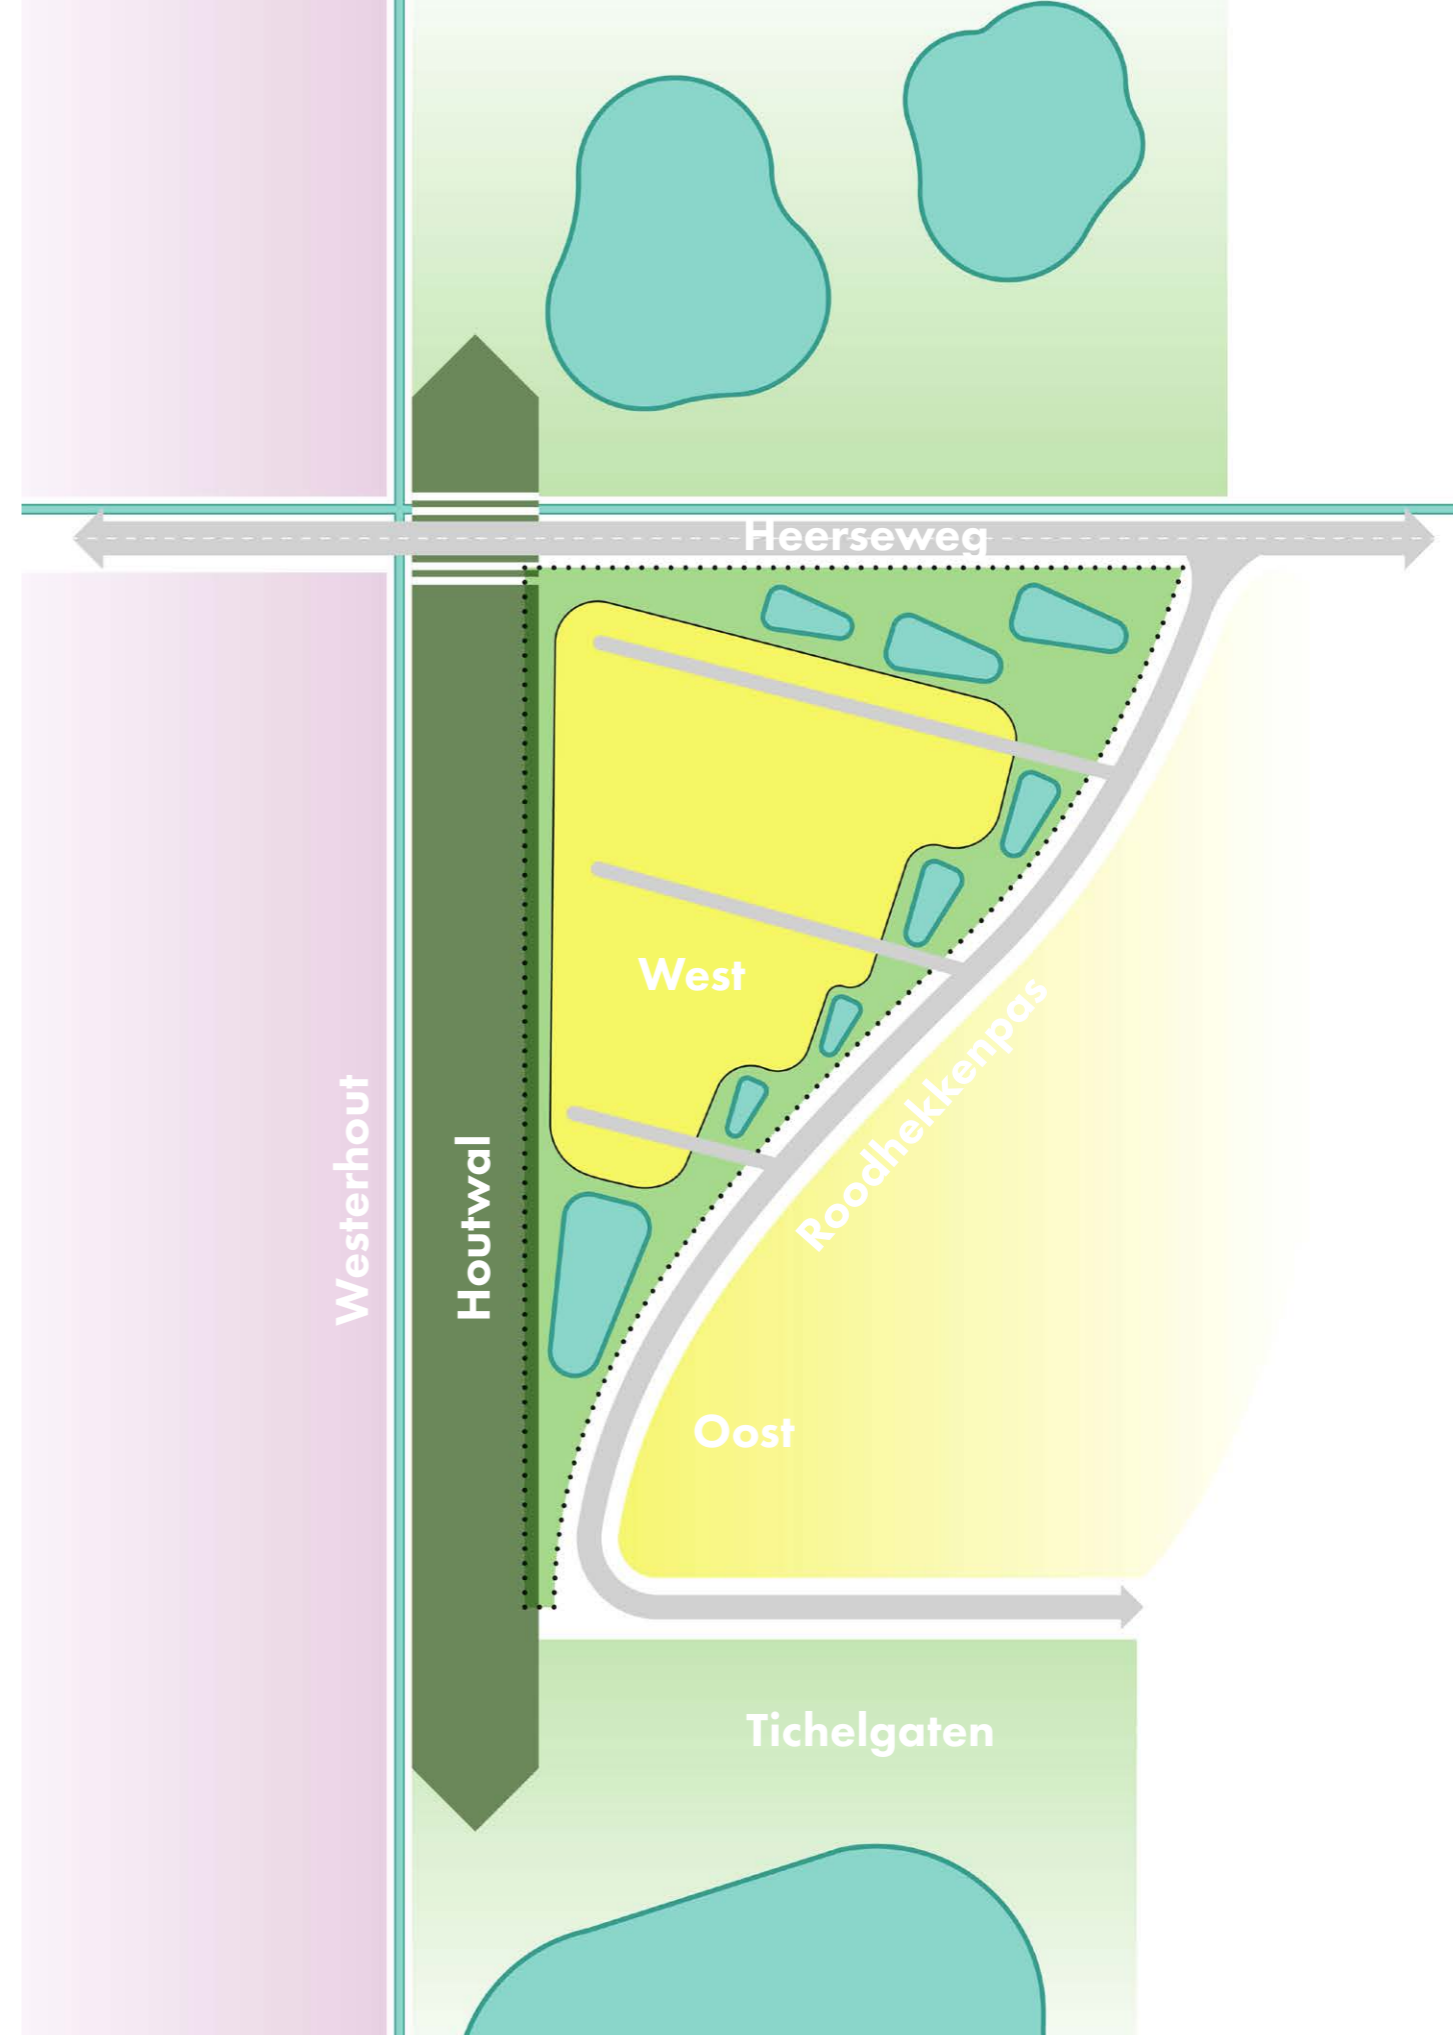 Heerseweg
West
Roodhekkenpas
Westerhout
Houtwal
Oost
Tichelgaten